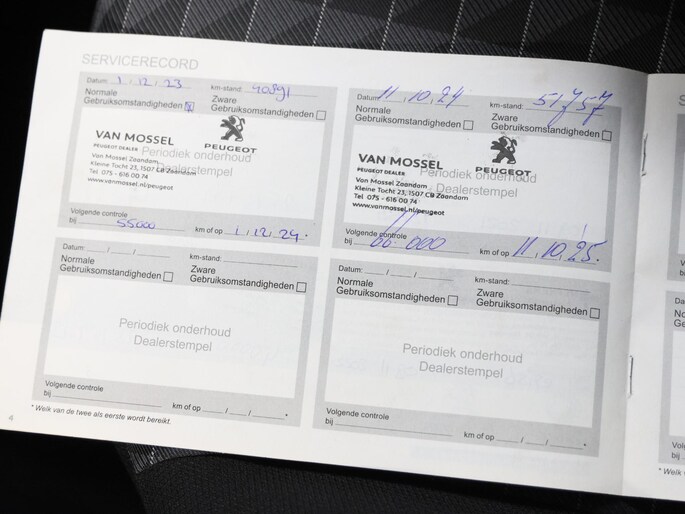 SERVICERECORD
Datum: 1.12.23 km-stand: 40891
Normale Gebruiksomstandigheden
Zware Gebruiksomstandigheden
VAN MOSSEL
PEUGEOT DEALER
PEUGEOT
Periodiek onderhoud
Dealerstempel
Van Mossel Zaandam
Kleine Tocht 23, 1507 CB Zaandam
Tel 075 - 616 00 74
www.vanmossel.nl/peugeot
Volgende controle
bij 55000 km of op 1.12.24.*
Datum: 11.10.24 km-stand: 51757
Normale Gebruiksomstandigheden
Zware Gebruiksomstandigheden
VAN MOSSEL
PEUGEOT DEALER
PEUGEOT
Periodiek onderhoud
Dealerstempel
Van Mossel Zaandam
Kleine Tocht 23, 1507 CB Zaandam
Tel 075 - 616 00 74
www.vanmossel.nl/peugeot
Volgende controle
bij 66000 km of op 11.10.25.
Datum: / / km-stand:
Normale Gebruiksomstandigheden
Zware Gebruiksomstandigheden
Periodiek onderhoud
Dealerstempel
Volgende controle
bij km of op / / *
Datum: / / km-stand:
Normale Gebruiksomstandigheden
Zware Gebruiksomstandigheden
Periodiek onderhoud
Dealerstempel
Volgende controle
bij km of op / / *
* Welk van de twee als eerste wordt bereikt.
4